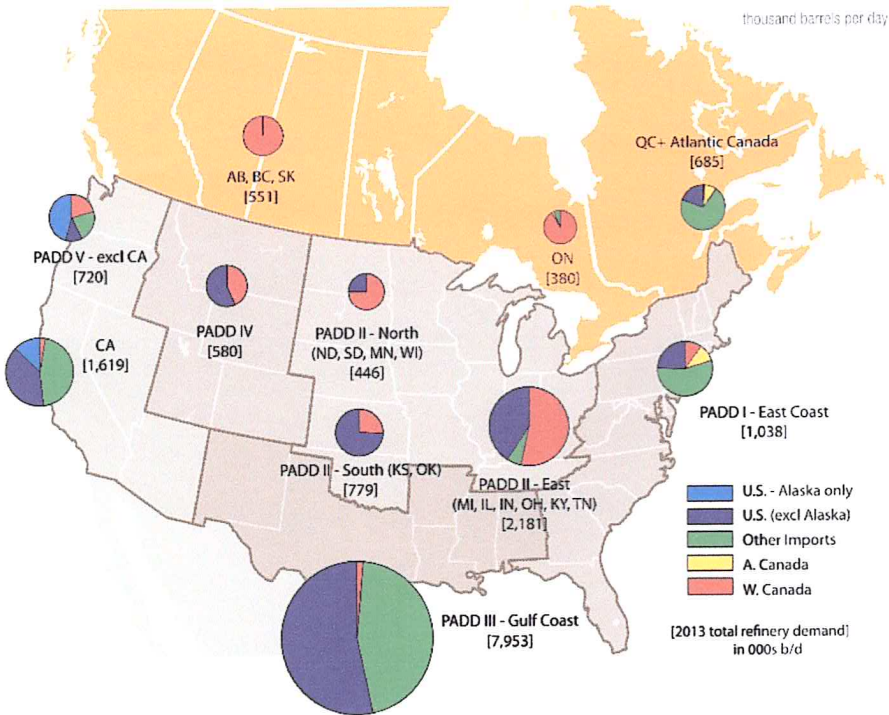 thousand barrels per day
QC+ Atlantic Canada
[685]
AB, BC, SK
[551]
ON
[380]
PADD V - excl CA
[720]
PADD IV
[580]
PADD II - North
(ND, SD, MN, WI)
[446]
CA
[1,619]
PADD I - East Coast
[1,038]
PADD II - South (KS, OK)
[779]
PADD II - East
(MI, IL, IN, OH, KY, TN)
[2,181]
U.S. - Alaska only
U.S. (excl Alaska)
Other Imports
A. Canada
W. Canada
PADD III - Gulf Coast
[7,953]
[2013 total refinery demand]
in 000s b/d